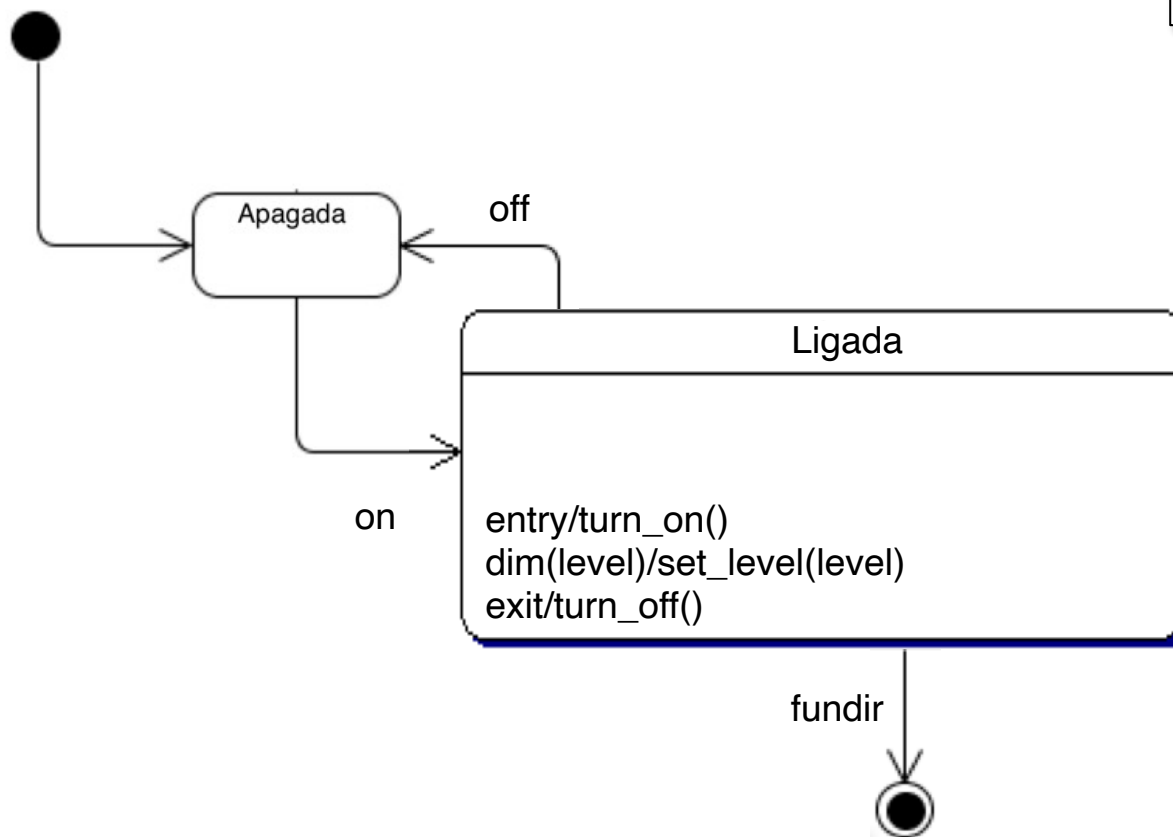 Apagada
off
Ligada
on
entry/turn_on()
dim(level)/set_level(level)
exit/turn_off()
fundir